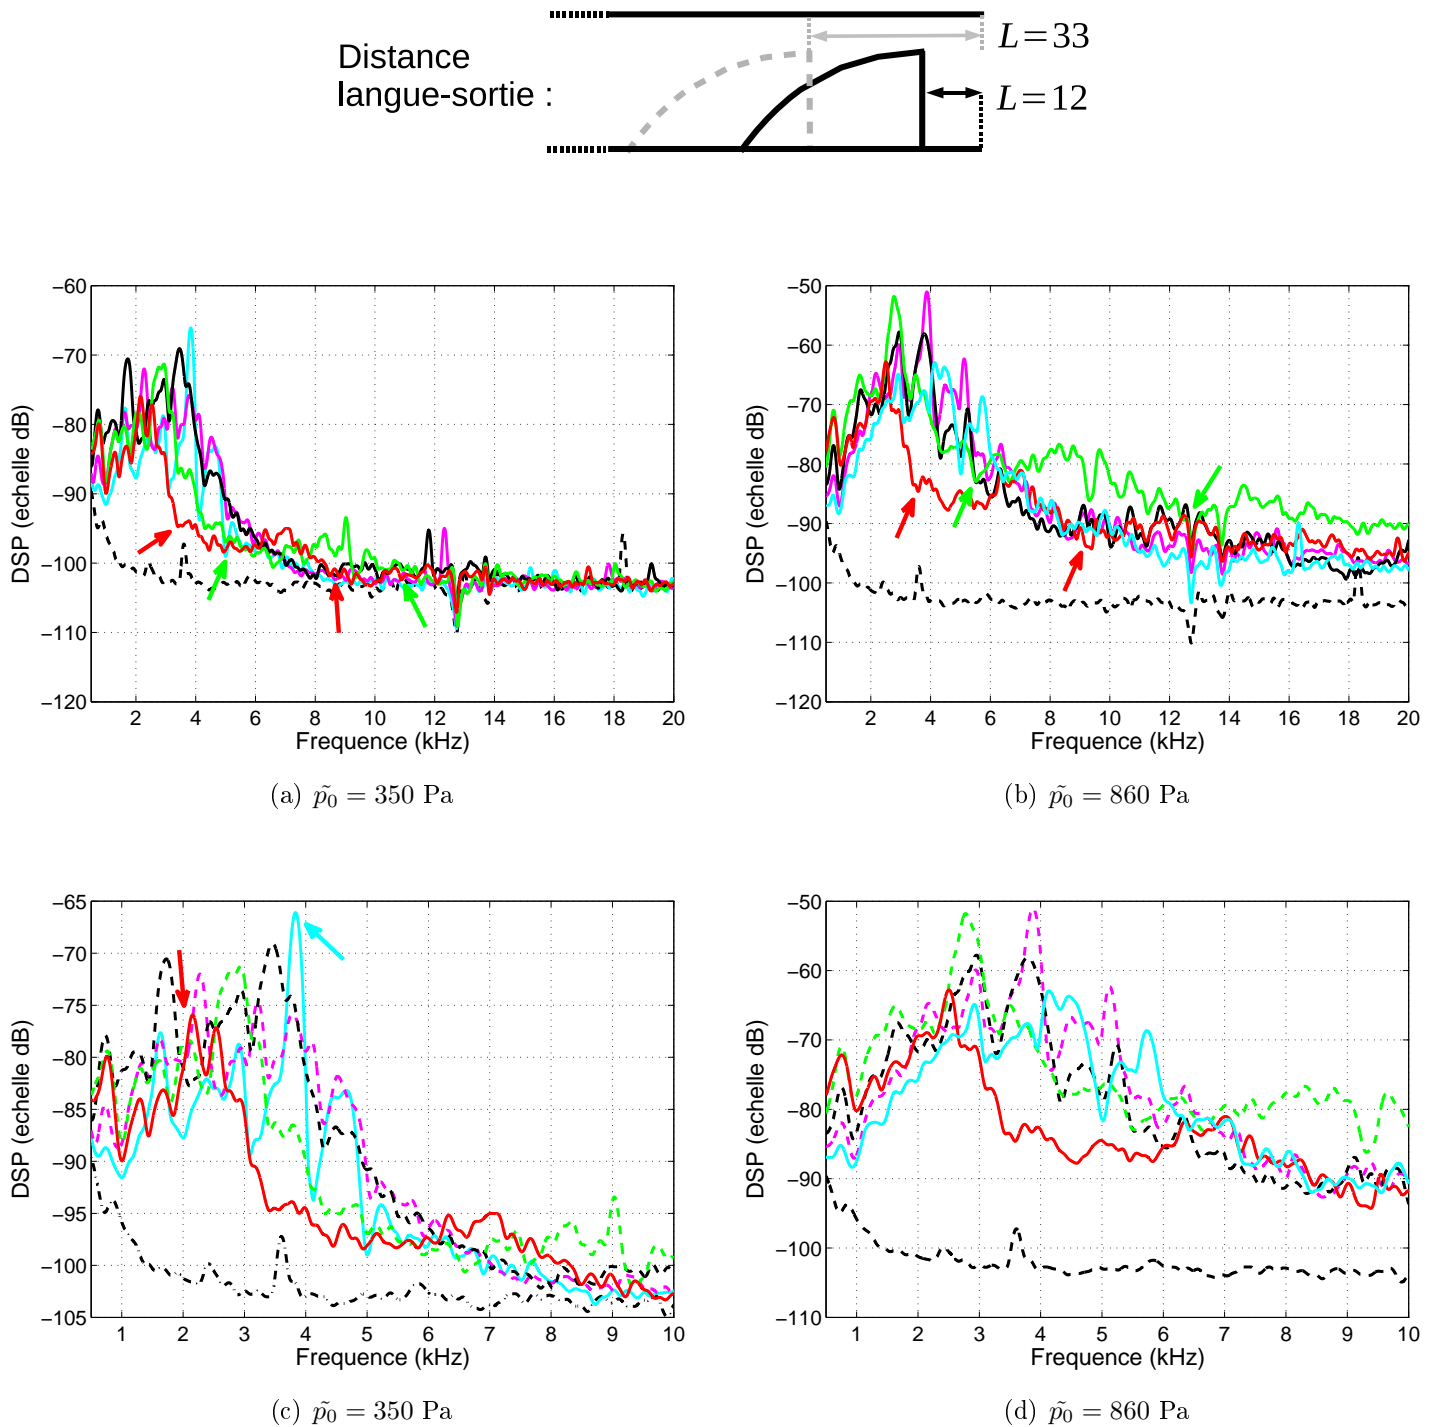 Distance
langue-sortie :
L=33
L=12
−60
−70
−80
−90
−100
−110
−120
2 4 6 8 10 12 14 16 18 20
DSP (echelle dB)
Frequence (kHz)
(a) p̃₀ = 350 Pa
−50
−60
−70
−80
−90
−100
−110
−120
2 4 6 8 10 12 14 16 18 20
DSP (echelle dB)
Frequence (kHz)
(b) p̃₀ = 860 Pa
−65
−70
−75
−80
−85
−90
−95
−100
−105
1 2 3 4 5 6 7 8 9 10
DSP (echelle dB)
Frequence (kHz)
(c) p̃₀ = 350 Pa
−50
−60
−70
−80
−90
−100
−110
1 2 3 4 5 6 7 8 9 10
DSP (echelle dB)
Frequence (kHz)
(d) p̃₀ = 860 Pa